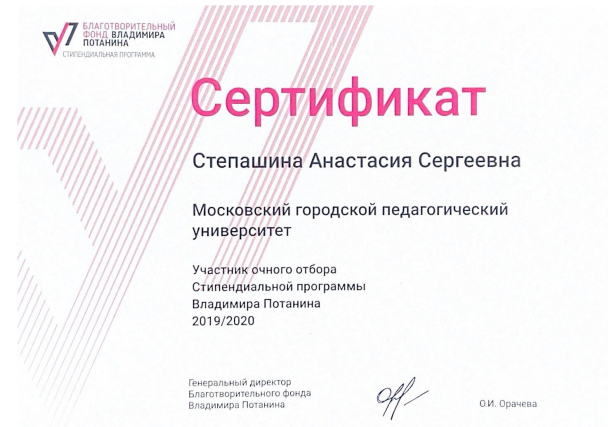 БЛАГОТВОРИТЕЛЬНЫЙ
ФОНД ВЛАДИМИРА
ПОТАНИНА
СТИПЕНДИАЛЬНАЯ ПРОГРАММА
Сертификат
Степашина Анастасия Сергеевна
Московский городской педагогический
университет
Участник очного отбора
Стипендиальной программы
Владимира Потанина
2019/2020
Генеральный директор
Благотворительного фонда
Владимира Потанина
О.И. Орачева